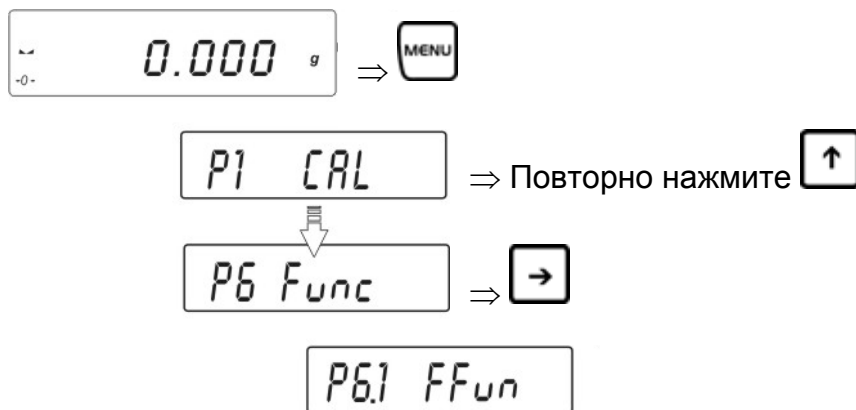 -0- 0.000 g ⇒ MENU
P1 CAL ⇒ Повторно нажмите ↑
P6 Func ⇒ →
P6.1 FFun